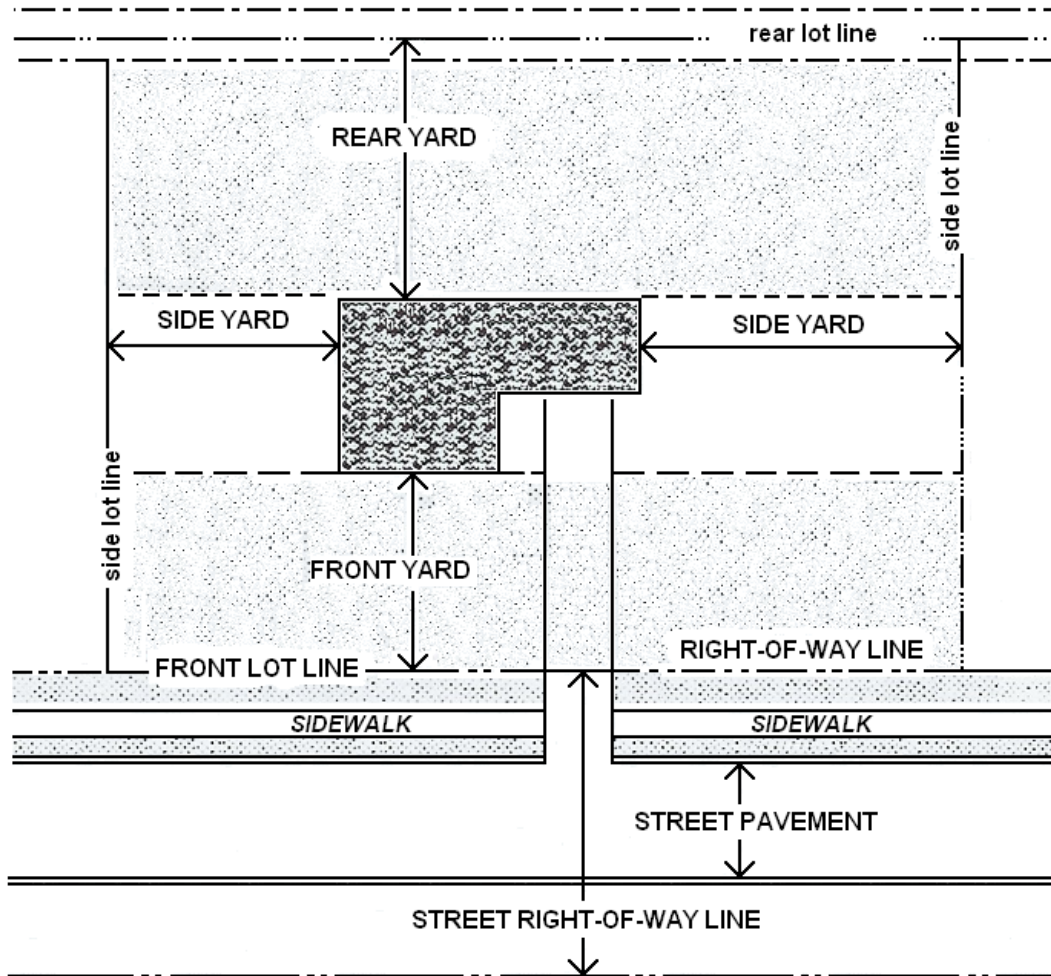 rear lot line
REAR YARD
side lot line
SIDE YARD
SIDE YARD
side lot line
FRONT YARD
RIGHT-OF-WAY LINE
FRONT LOT LINE
SIDEWALK
SIDEWALK
STREET PAVEMENT
STREET RIGHT-OF-WAY LINE